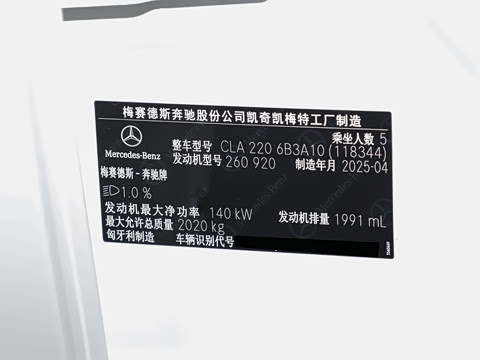 梅赛德斯奔驰股份公司凯奇凯梅特工厂制造
乘坐人数 5
整车型号 CLA 220 6B3A10 (118344)
Mercedes-Benz
发动机型号 260 920 制造年月 2025-04
梅赛德斯－奔驰牌
1.0 %
发动机最大净功率 140 kW 发动机排量 1991 mL
最大允许总质量 2020 kg
匈牙利制造 车辆识别代号